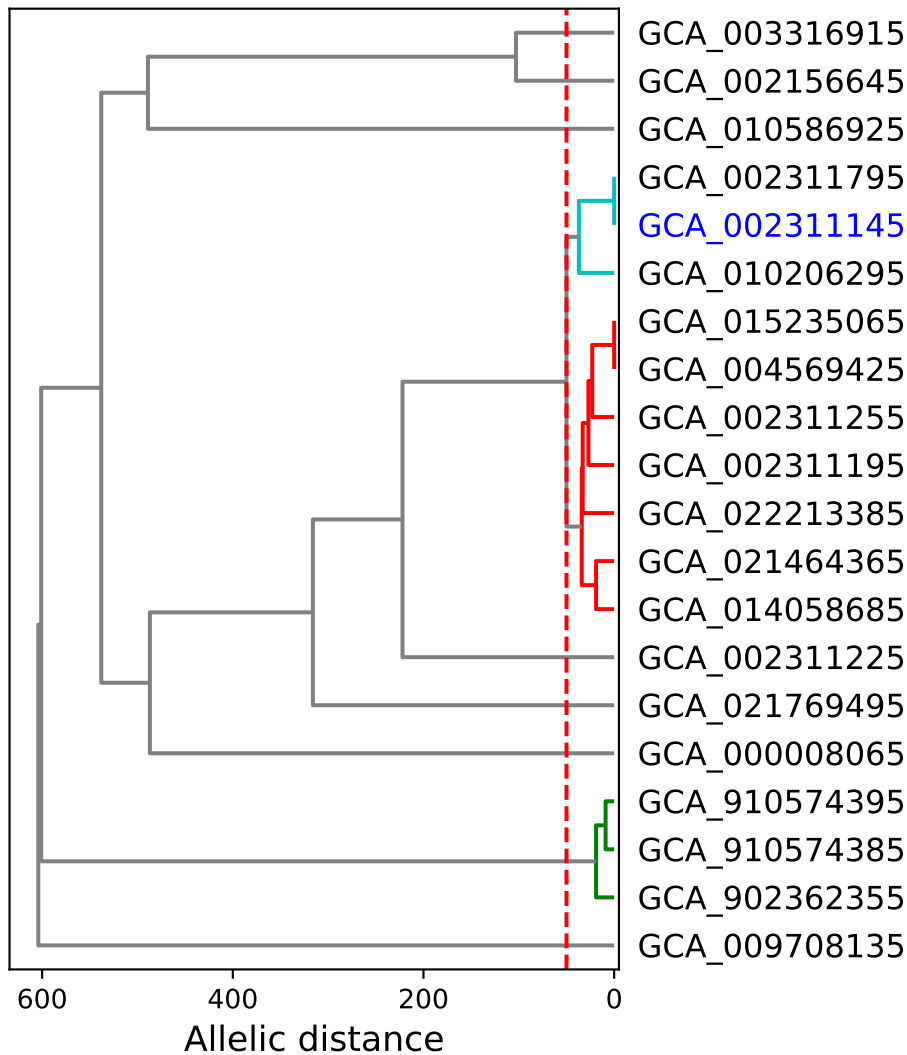 GCA_003316915
GCA_002156645
GCA_010586925
GCA_002311795
GCA_002311145
GCA_010206295
GCA_015235065
GCA_004569425
GCA_002311255
GCA_002311195
GCA_022213385
GCA_021464365
GCA_014058685
GCA_002311225
GCA_021769495
GCA_000008065
GCA_910574395
GCA_910574385
GCA_902362355
GCA_009708135
600 400 200 0
Allelic distance